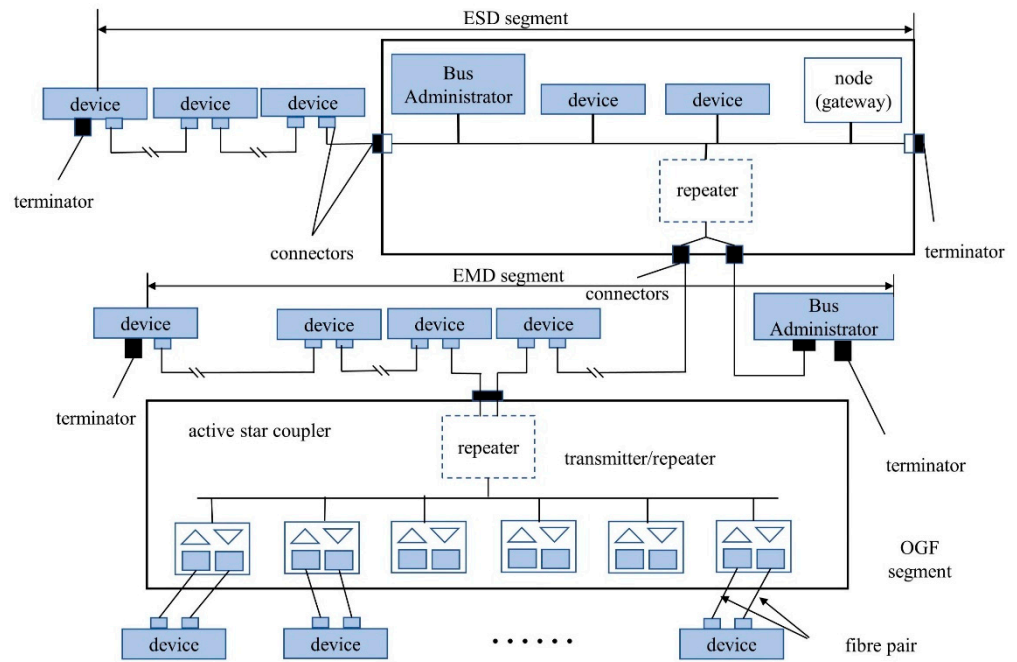 ESD segment
device
device
device
Bus
Administrator
device
device
node
(gateway)
repeater
terminator
connectors
terminator
connectors
EMD segment
device
device
device
device
Bus
Administrator
terminator
active star coupler
repeater
transmitter/repeater
terminator
OGF
segment
device
device
......
device
fibre pair